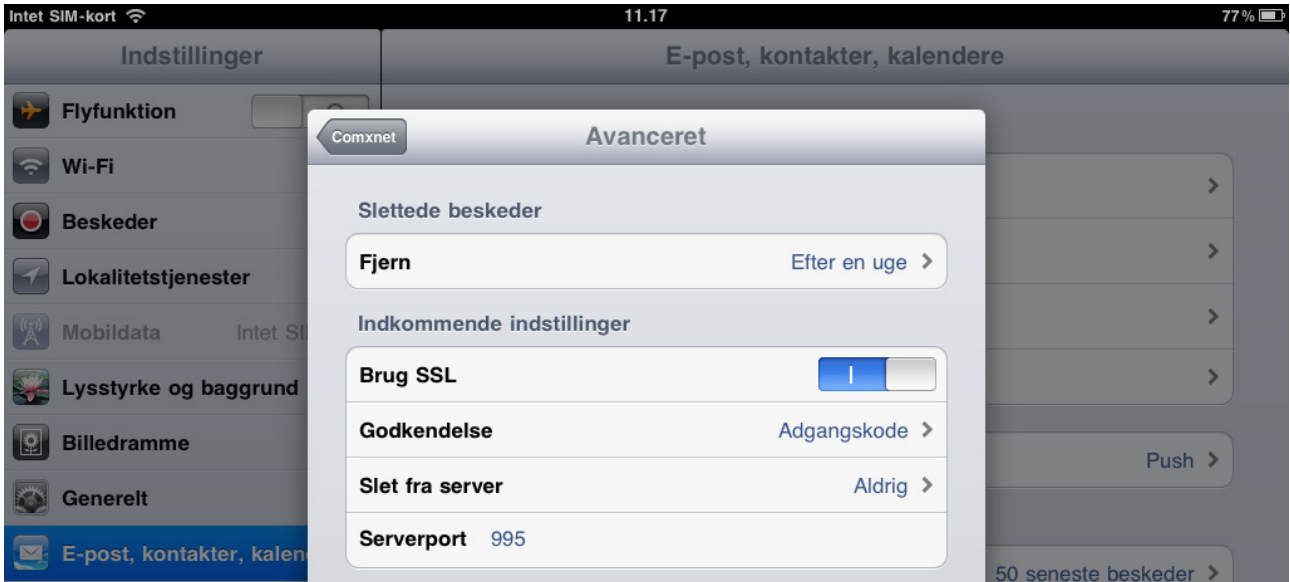 Intet SIM-kort 11.17 77%
Indstillinger
E-post, kontakter, kalendere
Flyfunktion
Wi-Fi
Beskeder
Lokalitetstjenester
Mobildata Intet SI
Lysstyrke og baggrund
Billedramme
Generelt
E-post, kontakter, kalen
Comxnet
Avanceret
Slettede beskeder
Fjern Efter en uge
Indkommende indstillinger
Brug SSL
Godkendelse Adgangskode
Slet fra server Aldrig
Serverport 995
Push
50 seneste beskeder